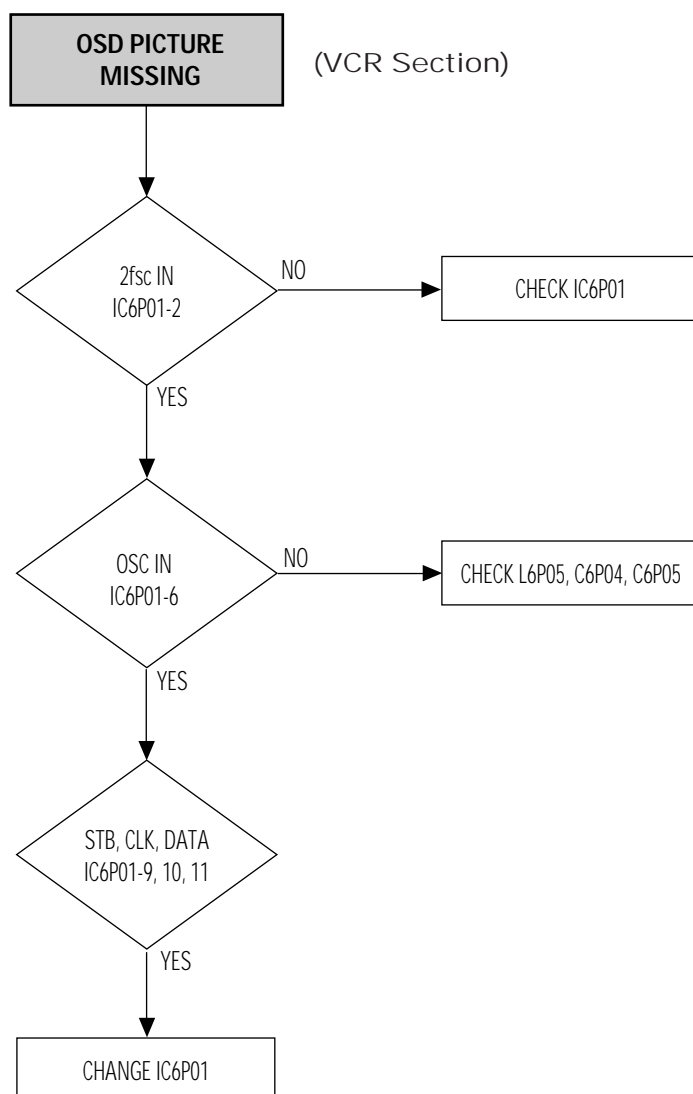 OSD PICTURE
MISSING
(VCR Section)
2fsc IN
IC6P01-2
NO
CHECK IC6P01
YES
OSC IN
IC6P01-6
NO
CHECK L6P05, C6P04, C6P05
YES
STB, CLK, DATA
IC6P01-9, 10, 11
YES
CHANGE IC6P01